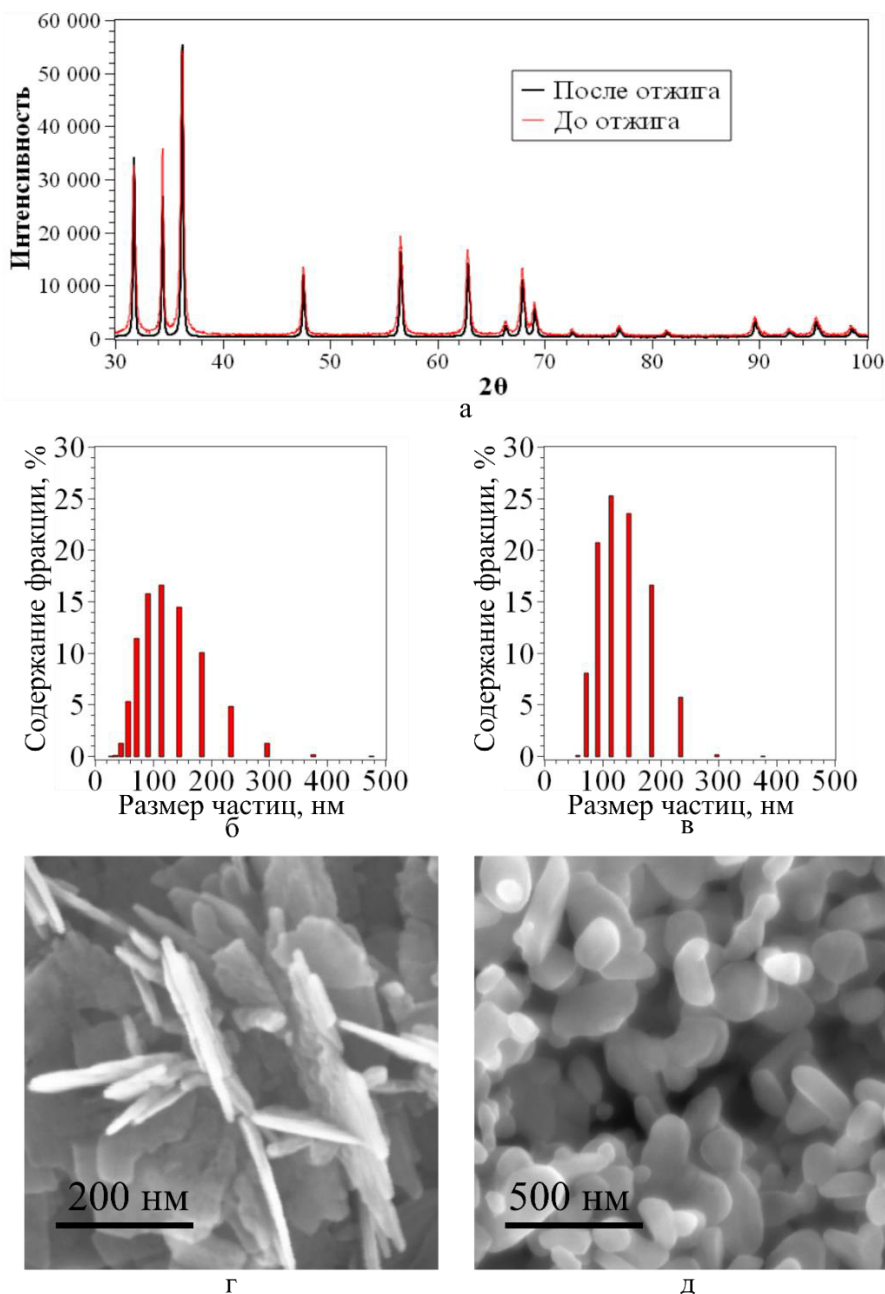 60 000
50 000
40 000
30 000
20 000
10 000
0
Интенсивность
После отжига
До отжига
30 40 50 60 70 80 90 100
2θ
а
30
25
20
15
10
5
0
Содержание фракции, %
0 100 200 300 400 500
Размер частиц, нм
б
30
25
20
15
10
5
0
Содержание фракции, %
0 100 200 300 400 500
Размер частиц, нм
в
200 нм
г
500 нм
д